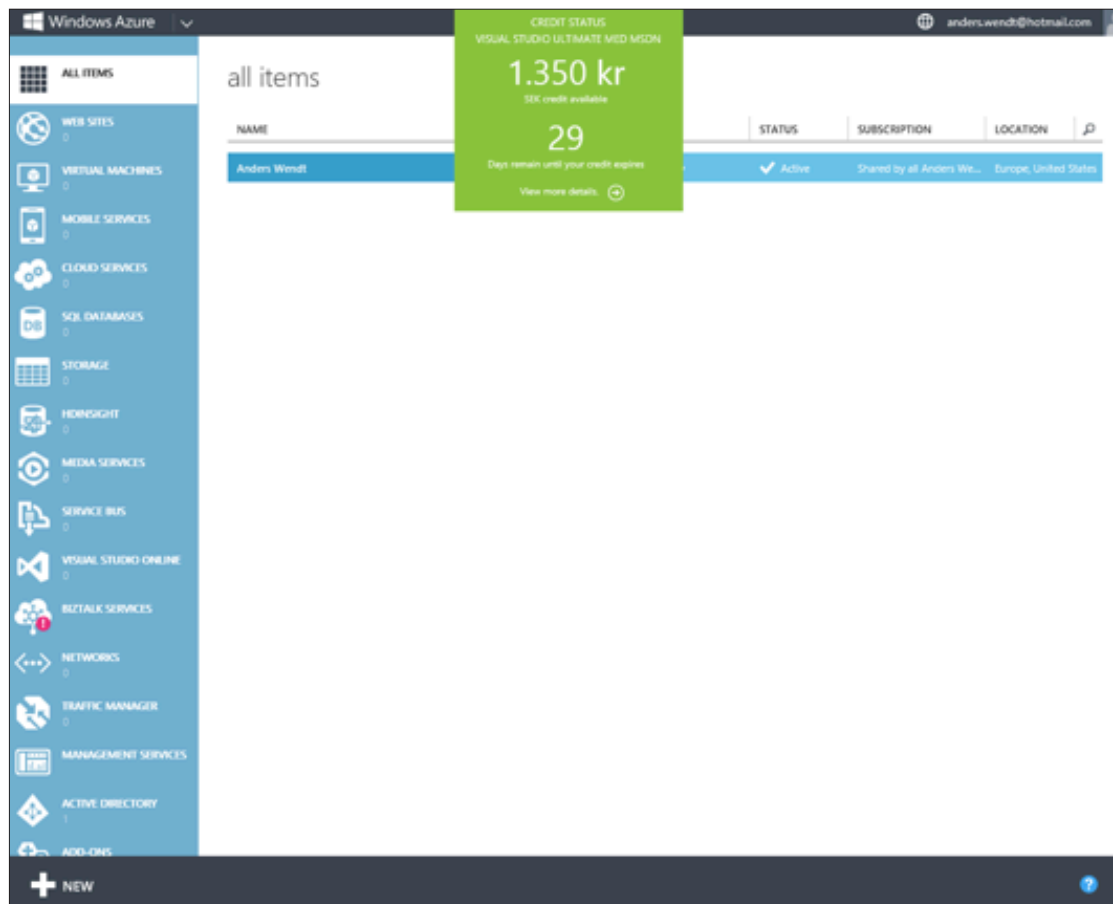 Windows Azure
CREDIT STATUS
VISUAL STUDIO ULTIMATE MED MSDN
1.350 kr
SEK credit available
29
Days remain until your credit expires
View more details.
anders.wendt@hotmail.com
ALL ITEMS
WEB SITES
0
VIRTUAL MACHINES
0
MOBILE SERVICES
0
CLOUD SERVICES
0
SQL DATABASES
0
DB
STORAGE
0
HDINSIGHT
0
MEDIA SERVICES
0
SERVICE BUS
0
VISUAL STUDIO ONLINE
0
BIZTALK SERVICES
!
NETWORKS
0
TRAFFIC MANAGER
0
MANAGEMENT SERVICES
ACTIVE DIRECTORY
1
ADD-ONS
all items
NAME STATUS SUBSCRIPTION LOCATION
Anders Wendt Active Shared by all Anders We... Europe, United States
NEW
?